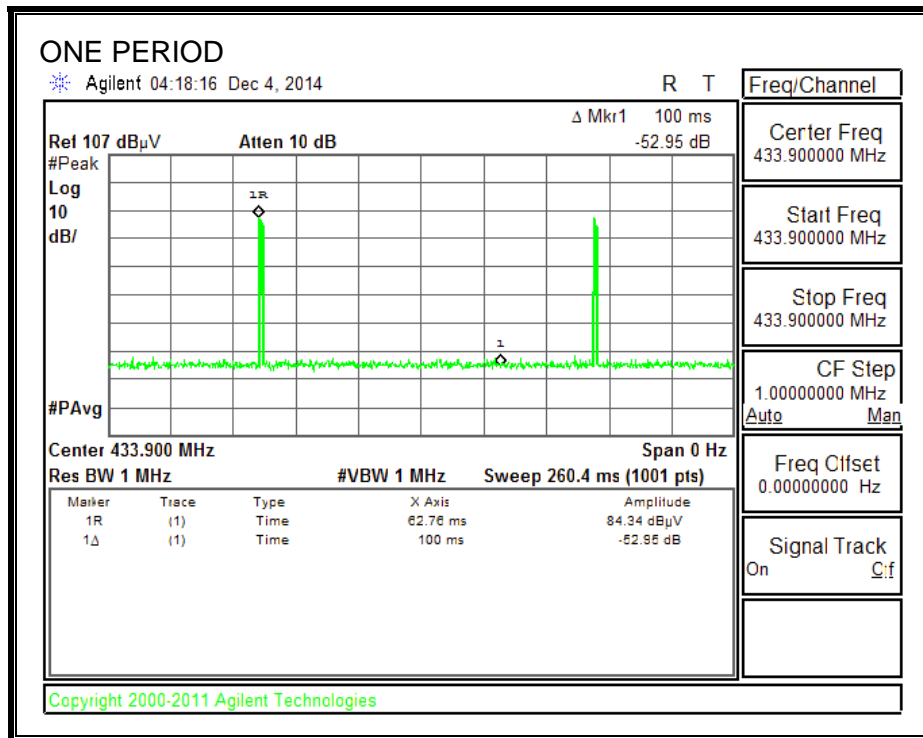 ONE PERIOD
Agilent 04:18:16 Dec 4, 2014 R T
Freq/Channel
Δ Mkr1 100 ms
Ref 107 dBµV Atten 10 dB -52.95 dB
#Peak
Log
10
dB/
1R
1
#PAvg
Center 433.900 MHz Span 0 Hz
Res BW 1 MHz #VBW 1 MHz Sweep 260.4 ms (1001 pts)
Marker Trace Type X Axis Amplitude
1R (1) Time 62.76 ms 84.34 dBµV
1Δ (1) Time 100 ms -52.95 dB
Center Freq
433.900000 MHz
Start Freq
433.900000 MHz
Stop Freq
433.900000 MHz
CF Step
1.00000000 MHz
Auto Man
Freq Offset
0.00000000 Hz
Signal Track
On Off
Copyright 2000-2011 Agilent Technologies